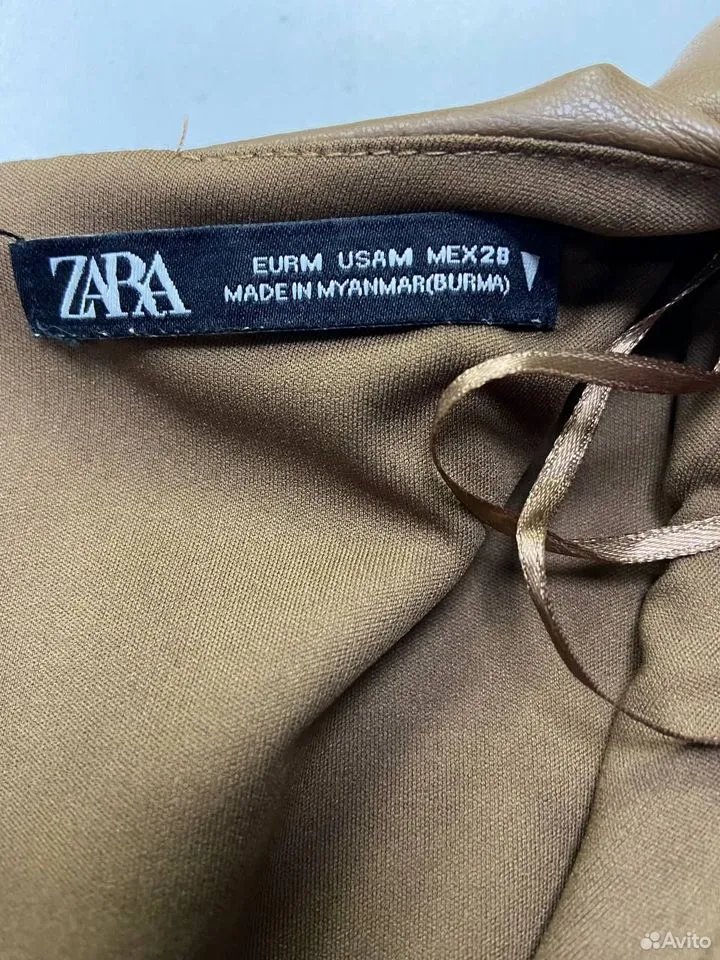 ZARA
EURM USAM MEX28
MADE IN MYANMAR(BURMA)
Avito